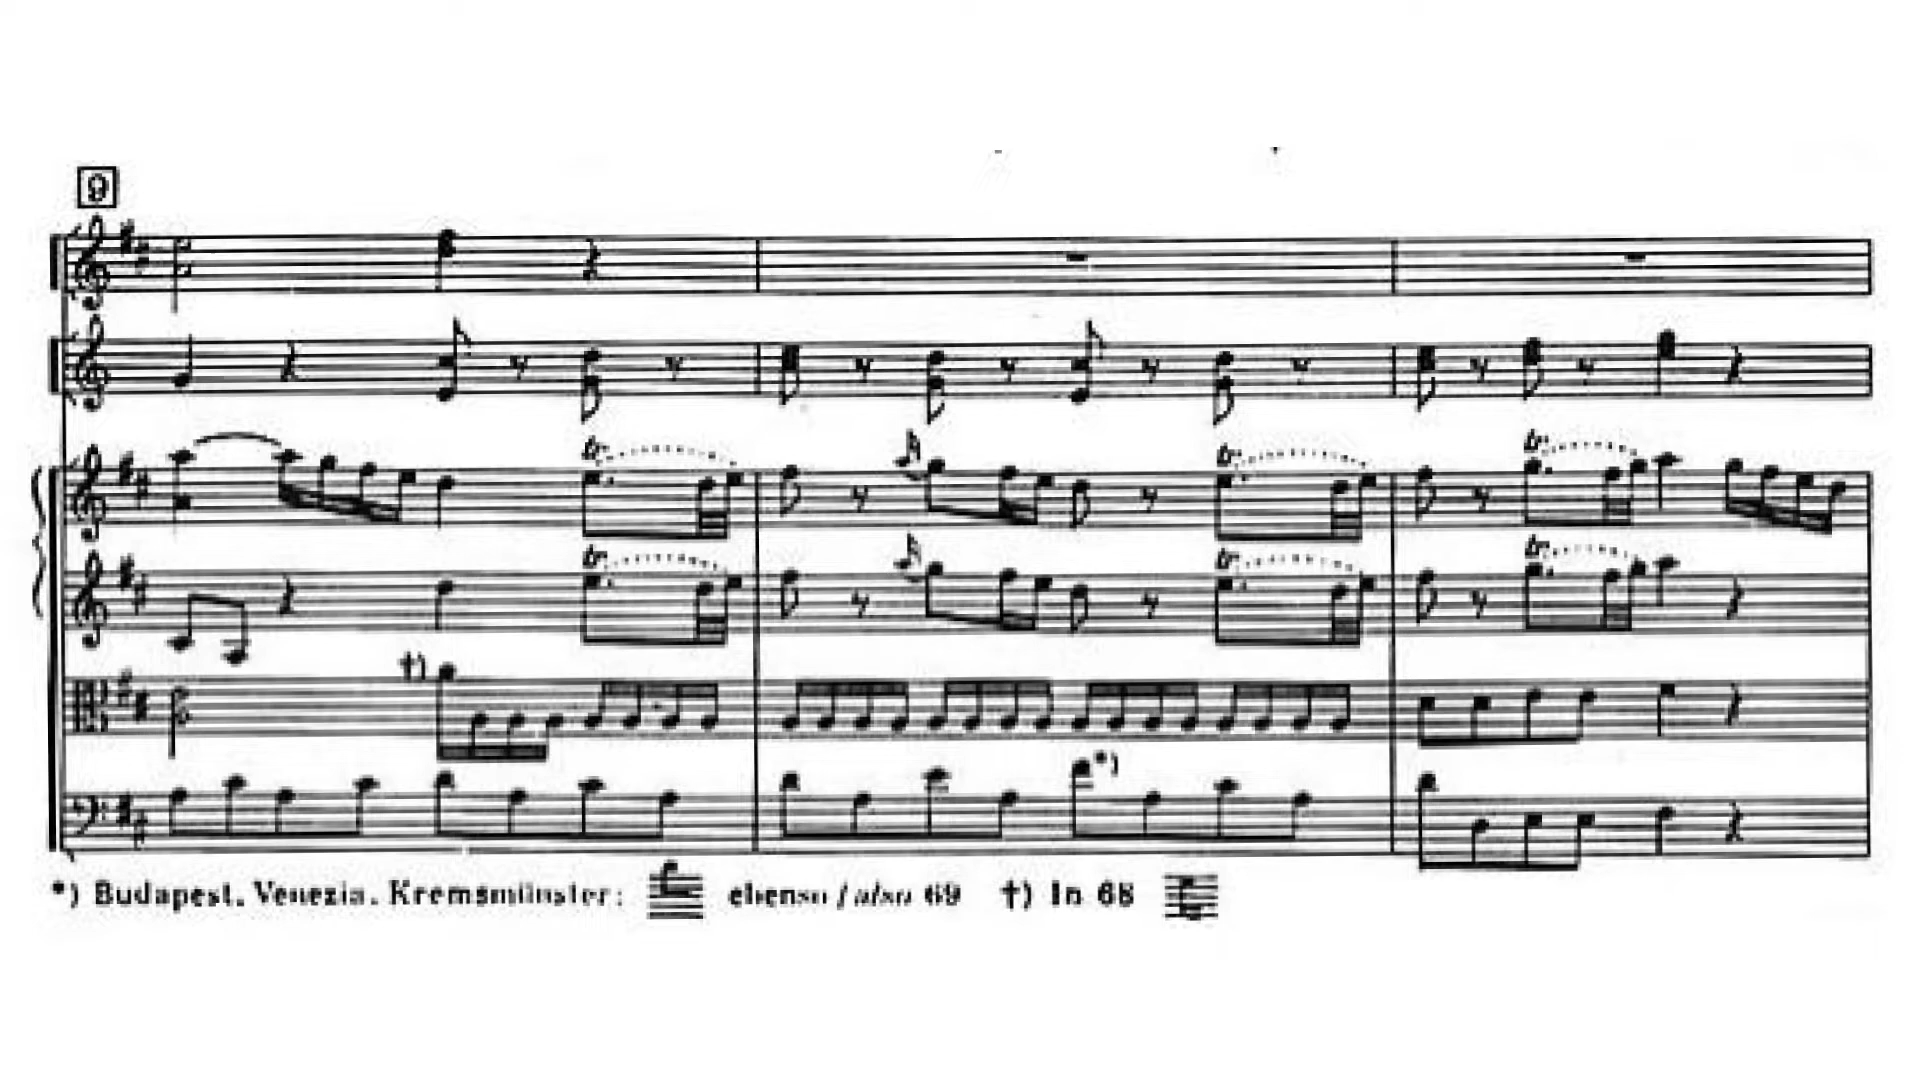 9
tr tr tr
tr tr tr
†)
*)
*) Budapest, Venezia, Kremsmünster: ebenso / also 69 †) In 68